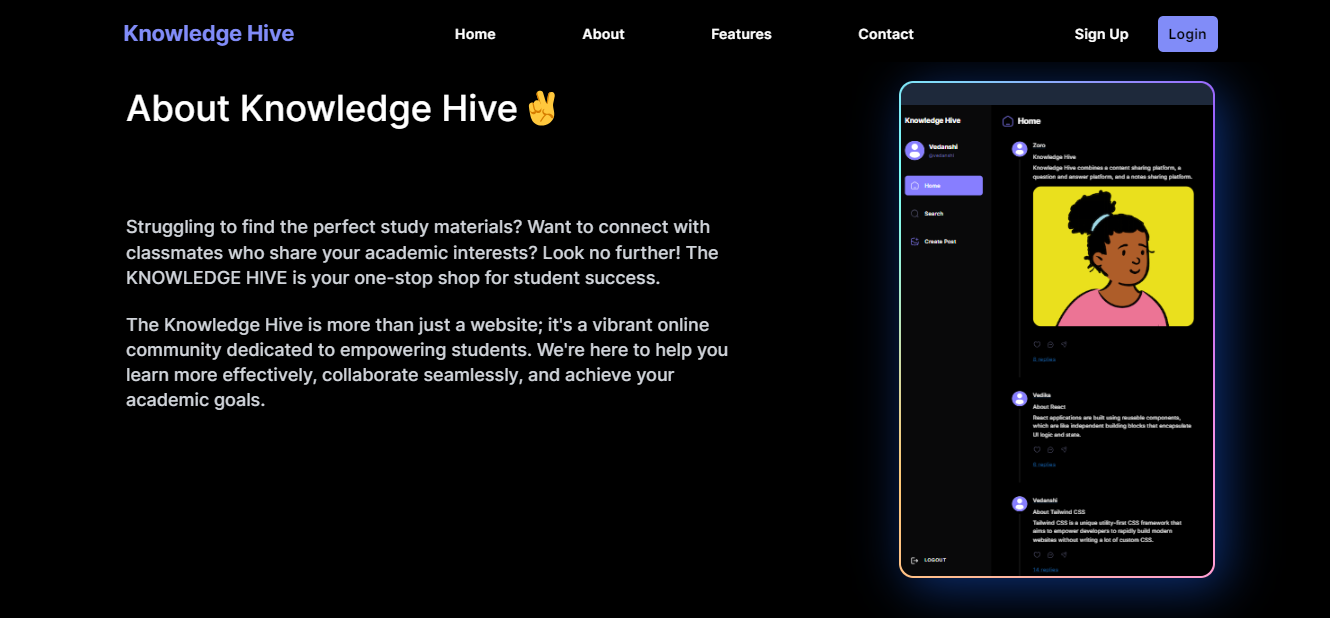 Knowledge Hive
Home
About
Features
Contact
Sign Up
Login
About Knowledge Hive✌️
Struggling to find the perfect study materials? Want to connect with
classmates who share your academic interests? Look no further! The
KNOWLEDGE HIVE is your one-stop shop for student success.
The Knowledge Hive is more than just a website; it's a vibrant online
community dedicated to empowering students. We're here to help you
learn more effectively, collaborate seamlessly, and achieve your
academic goals.
Knowledge Hive
Vedanshi
@vedanshi
Home
Search
Create Post
LOGOUT
Home
Zoro
Knowledge Hive
Knowledge Hive combines a content sharing platform, a
question and answer platform, and a notes sharing platform.
6 replies
Vedika
About React
React applications are built using reusable components,
which are like independent building blocks that encapsulate
UI logic and state.
6 replies
Vedanshi
About Tailwind CSS
Tailwind CSS is a unique utility-first CSS framework that
aims to empower developers to rapidly build modern
websites without writing a lot of custom CSS.
14 replies